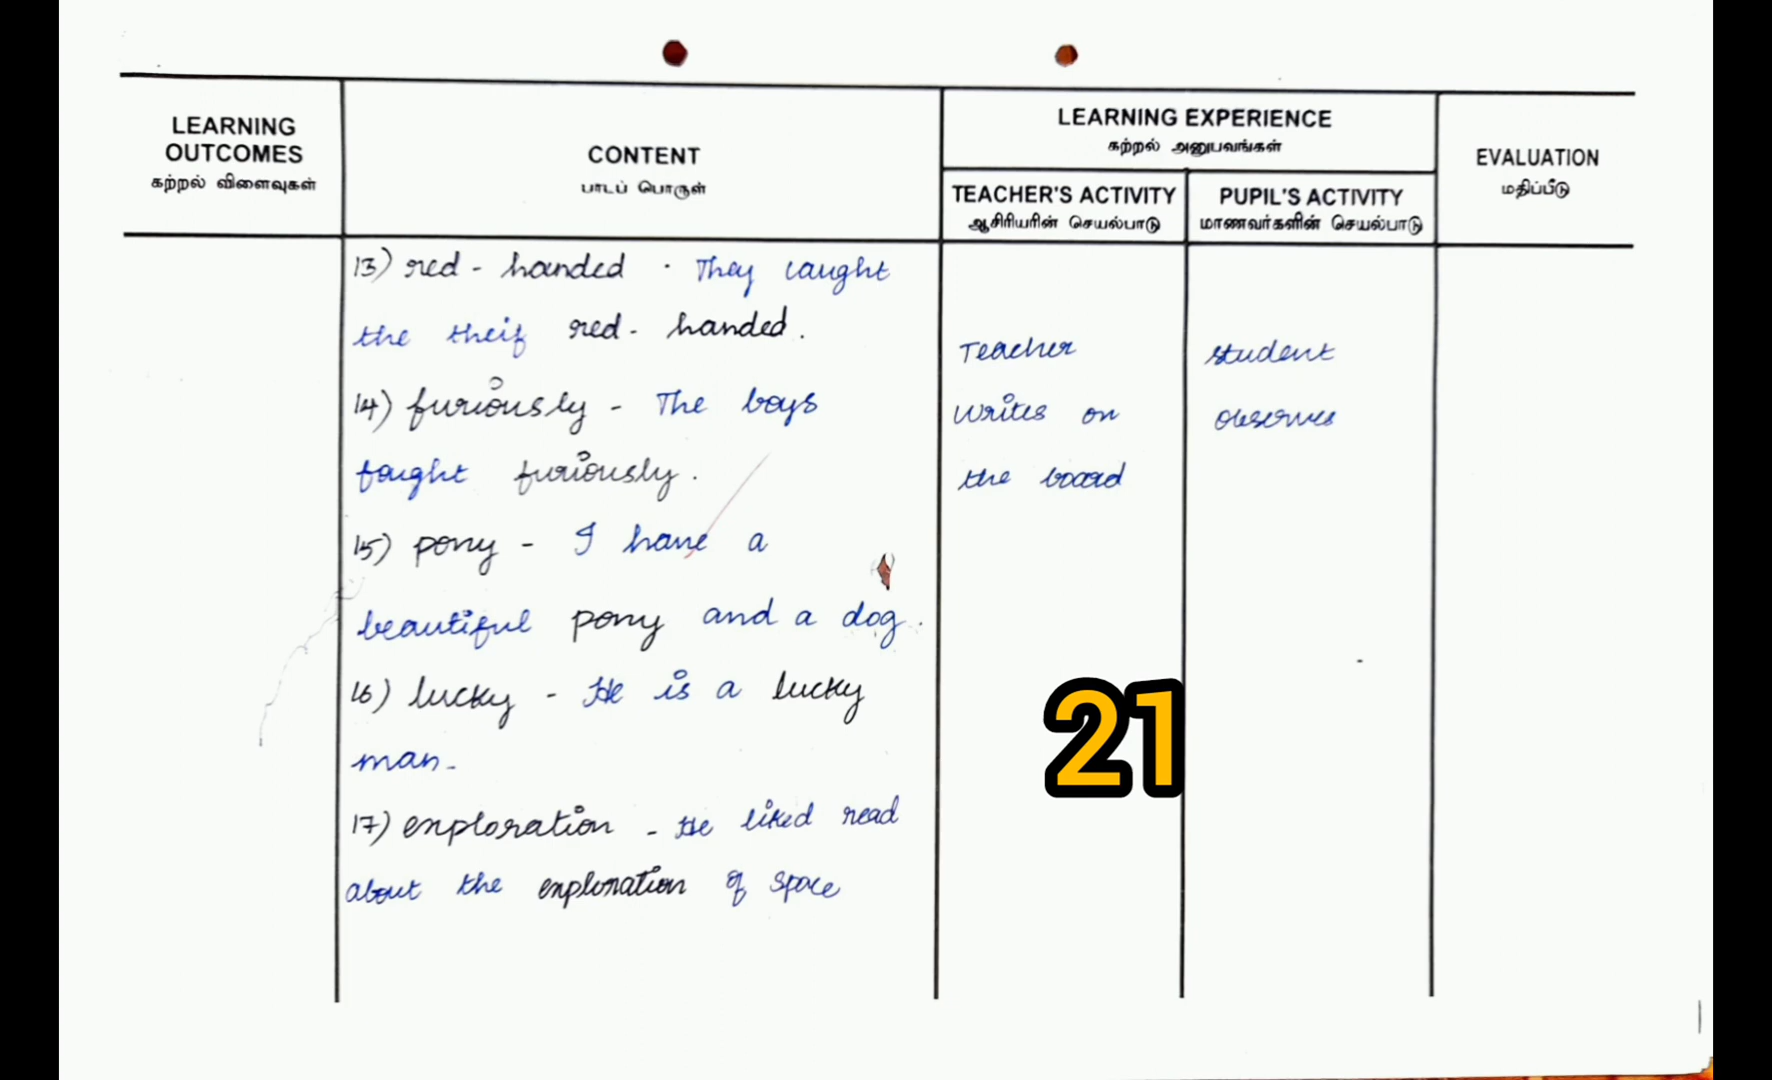 LEARNING
OUTCOMES
கற்றல் விளைவுகள்
CONTENT
பாடப் பொருள்
LEARNING EXPERIENCE
கற்றல் அனுபவங்கள்
TEACHER'S ACTIVITY
ஆசிரியரின் செயல்பாடு
PUPIL'S ACTIVITY
மாணவர்களின் செயல்பாடு
EVALUATION
மதிப்பீடு
13) red - handed - They caught
the theif red - handed.
14) furiously - The boys
fought furiously.
15) pony - I have a
beautiful pony and a dog.
16) lucky - He is a lucky
man.
17) exploration - He liked read
about the exploration of space
Teacher
writes on
the board
student
observes
21